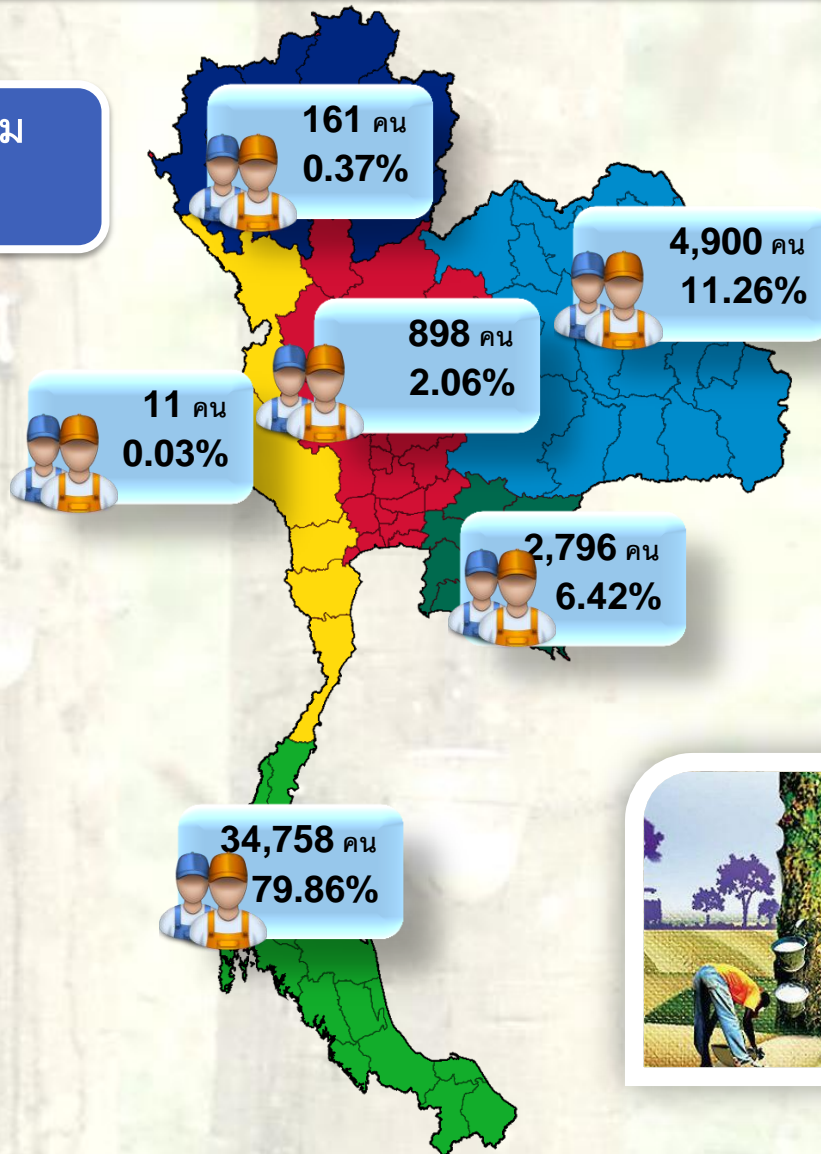 161 คน
0.37%
4,900 คน
11.26%
898 คน
2.06%
11 คน
0.03%
2,796 คน
6.42%
34,758 คน
79.86%